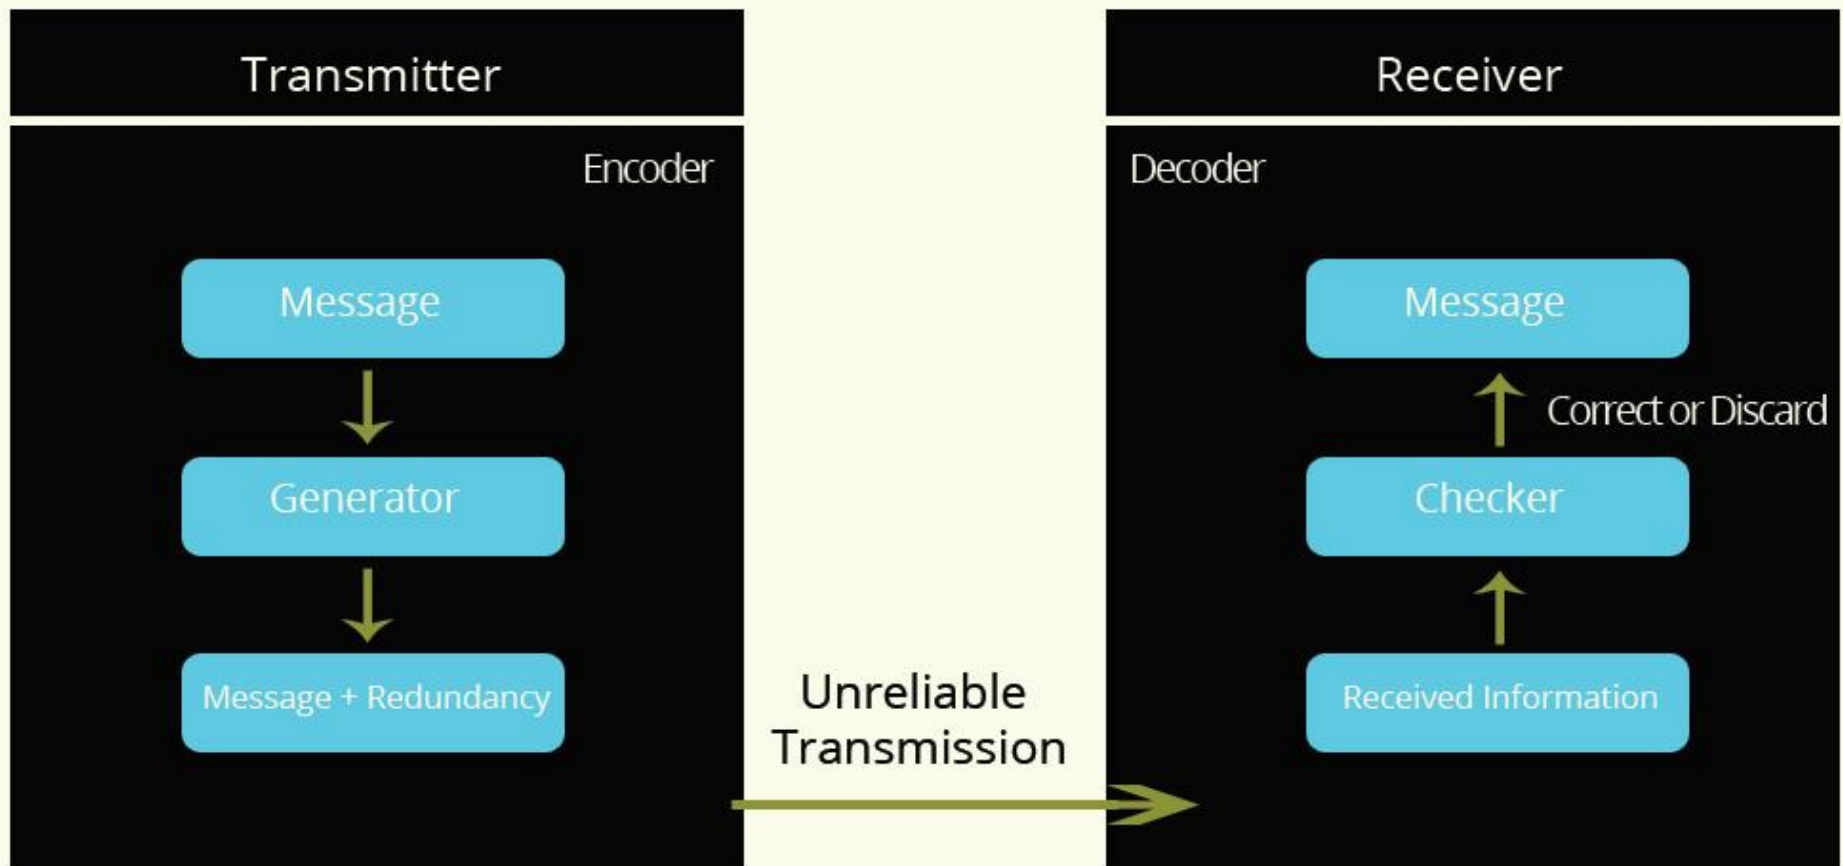 Transmitter
Encoder
Message
Generator
Message + Redundancy
Unreliable
Transmission
Receiver
Decoder
Message
Correct or Discard
Checker
Received Information